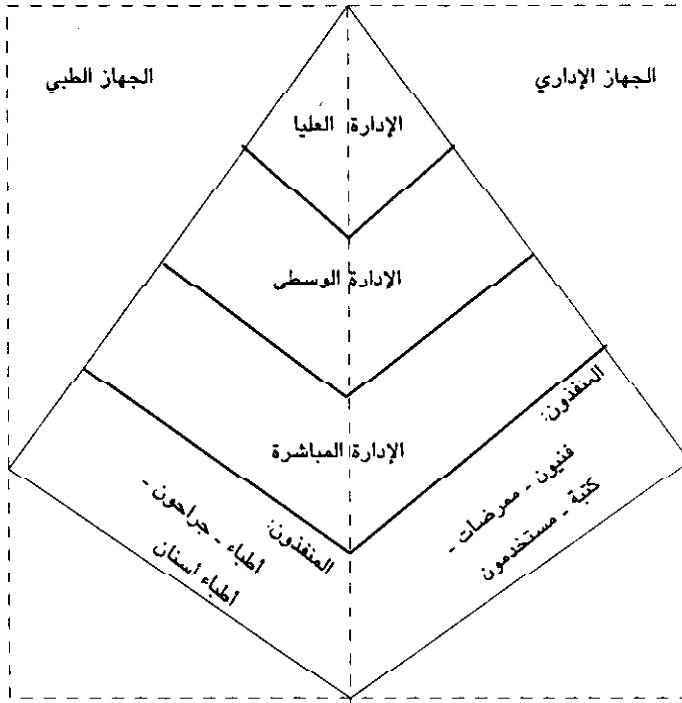 الجهاز الإداري
الجهاز الطبي
الإدارة العليا
الإدارة الوسطى
الإدارة المباشرة
المنفذون:
فنيون - ممرضات -
كتبة - مستخدمون
المنفذون:
أطباء - جراحون -
أطباء أسنان